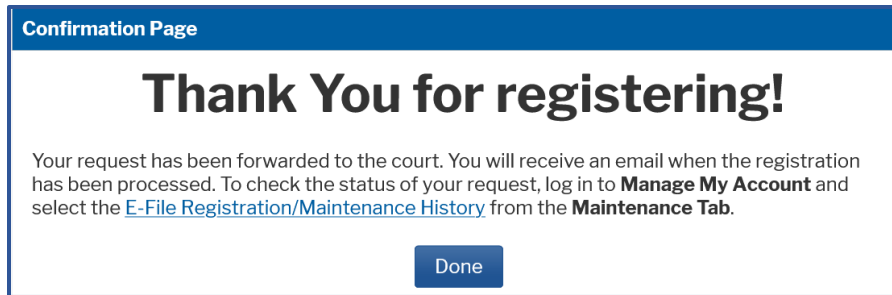 Confirmation Page
Thank You for registering!
Your request has been forwarded to the court. You will receive an email when the registration
has been processed. To check the status of your request, log in to Manage My Account and
select the E-File Registration/Maintenance History from the Maintenance Tab.
Done